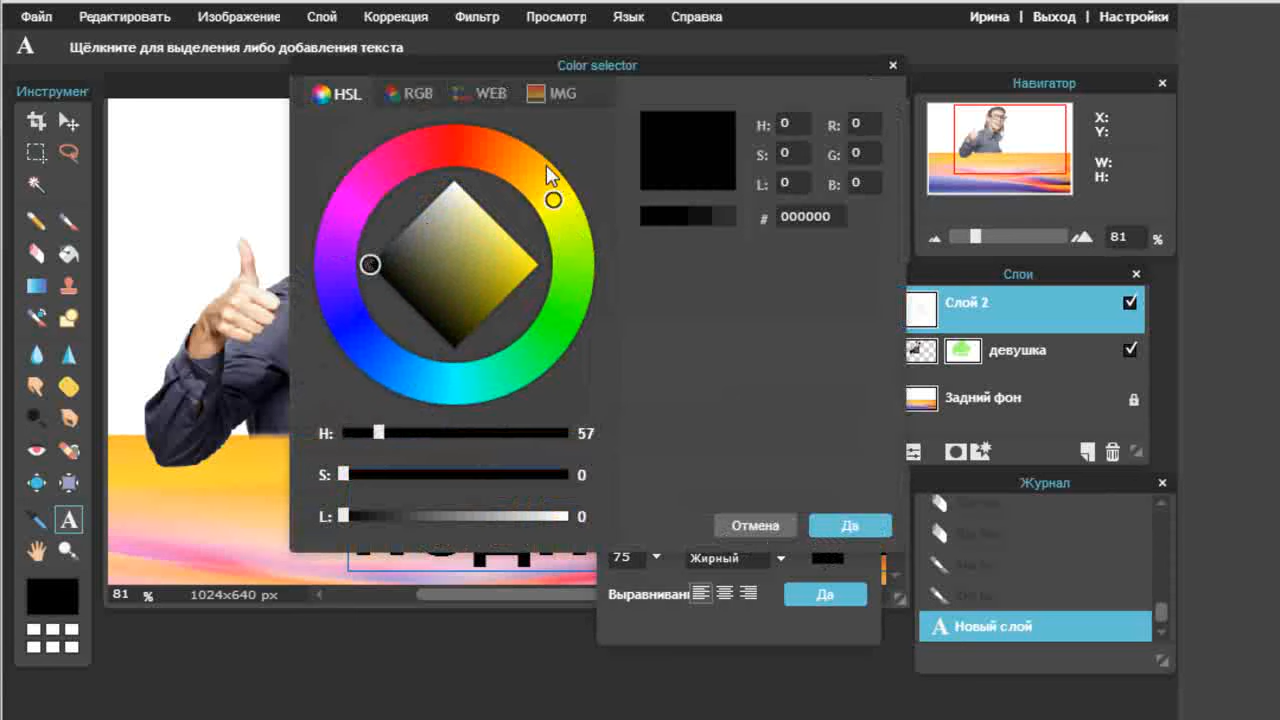 Файл Редактировать Изображение Слой Коррекция Фильтр Просмотр Язык Справка Ирина | Выход | Настройки
A Щёлкните для выделения либо добавления текста
Color selector
HSL RGB WEB IMG
H: 0 R: 0
S: 0 G: 0
L: 0 B: 0
# 000000
H: 57
S: 0
L: 0
Отмена Да
Инструмен
A
81 % 1024x640 px
75 Жирный
Выравнивани Да
Навигатор
X:
Y:
W:
H:
81 %
Слои
Слой 2
девушка
Задний фон
Журнал
A Новый слой